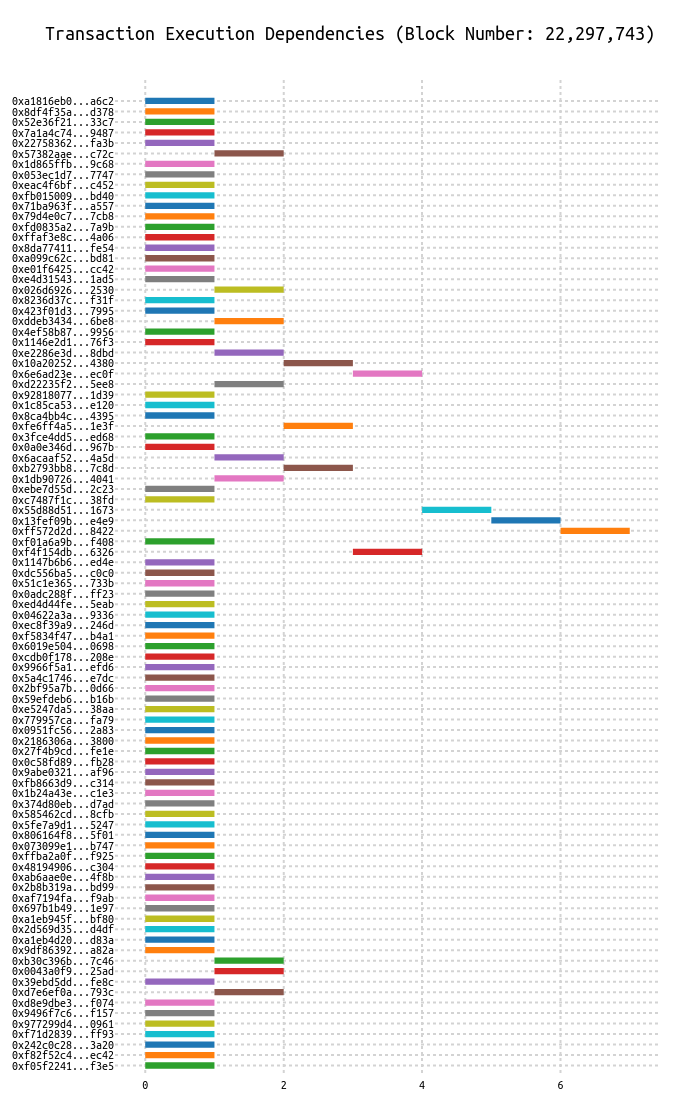 Transaction Execution Dependencies (Block Number: 22,297,743)
0xa1816eb0...a6c2
0x8df4f35a...d378
0x52e36f21...33c7
0x7a1a4c74...9487
0x22758362...fa3b
0x57382aae...c72c
0x1d865ffb...9c68
0x053ec1d7...7747
0xeac4f6bf...c452
0xfb015009...bd40
0x71ba963f...a557
0x79d4e0c7...7cb8
0xfd0835a2...7a9b
0xffaf3e8c...4a06
0x8da77411...fe54
0xa099c62c...bd81
0xe01f6425...cc42
0xe4d31543...1ad5
0x026d6926...2530
0x8236d37c...f31f
0x423f01d3...7995
0xddeb3434...6be8
0x4ef58b87...9956
0x1146e2d1...76f3
0xe2286e3d...8dbd
0x10a20252...4380
0x6e6ad23e...ec0f
0xd22235f2...5ee8
0x92818077...1d39
0x1c85ca53...e120
0x8ca4bb4c...4395
0xfe6ff4a5...1e3f
0x3fce4dd5...ed68
0x0a0e346d...967b
0x6acaaf52...4a5d
0xb2793bb8...7c8d
0x1db90726...4041
0xebe7d55d...2c23
0xc7487f1c...38fd
0x55d88d51...1673
0x13fef09b...e4e9
0xff572d2d...8422
0xf01a6a9b...f408
0xf4f154db...6326
0x1147b6b6...ed4e
0xdc556ba5...c0c0
0x51c1e365...733b
0x0adc288f...ff23
0xed4d44fe...5eab
0x04622a3a...9336
0xec8f39a9...246d
0xf5834f47...b4a1
0x6019e504...0698
0xcdb0f178...208e
0x9966f5a1...efd6
0x5a4c1746...e7dc
0x2bf95a7b...0d66
0x59efdeb6...b16b
0xe5247da5...38aa
0x779957ca...fa79
0x0951fc56...2a83
0x2186306a...3800
0x27f4b9cd...fe1e
0x0c58fd89...fb28
0x9abe0321...af96
0xfb8663d9...c314
0x1b24a43e...c1e3
0x374d80eb...d7ad
0x585462cd...8cfb
0x5fe7a9d1...5247
0x806164f8...5f01
0x073099e1...b747
0xffba2a0f...f925
0x48194906...c304
0xab6aae0e...4f8b
0x2b8b319a...bd99
0xaf7194fa...f9ab
0x697b1b49...1e97
0xa1eb945f...bf80
0x2d569d35...d4df
0xa1eb4d20...d83a
0x9df86392...a82a
0xb30c396b...7c46
0x0043a0f9...25ad
0x39ebd5dd...fe8c
0xd7e6ef0a...793c
0xd8e9dbe3...f074
0x9496f7c6...f157
0x977299d4...0961
0xf71d2839...ff93
0x242c0c28...3a20
0xf82f52c4...ec42
0xf05f2241...f3e5
0 2 4 6